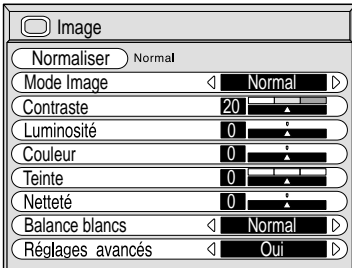 Image
Normaliser Normal
Mode Image Normal
Contraste 20
Luminosité 0
Couleur 0
Teinte 0
Netteté 0
Balance blancs Normal
Réglages avancés Oui